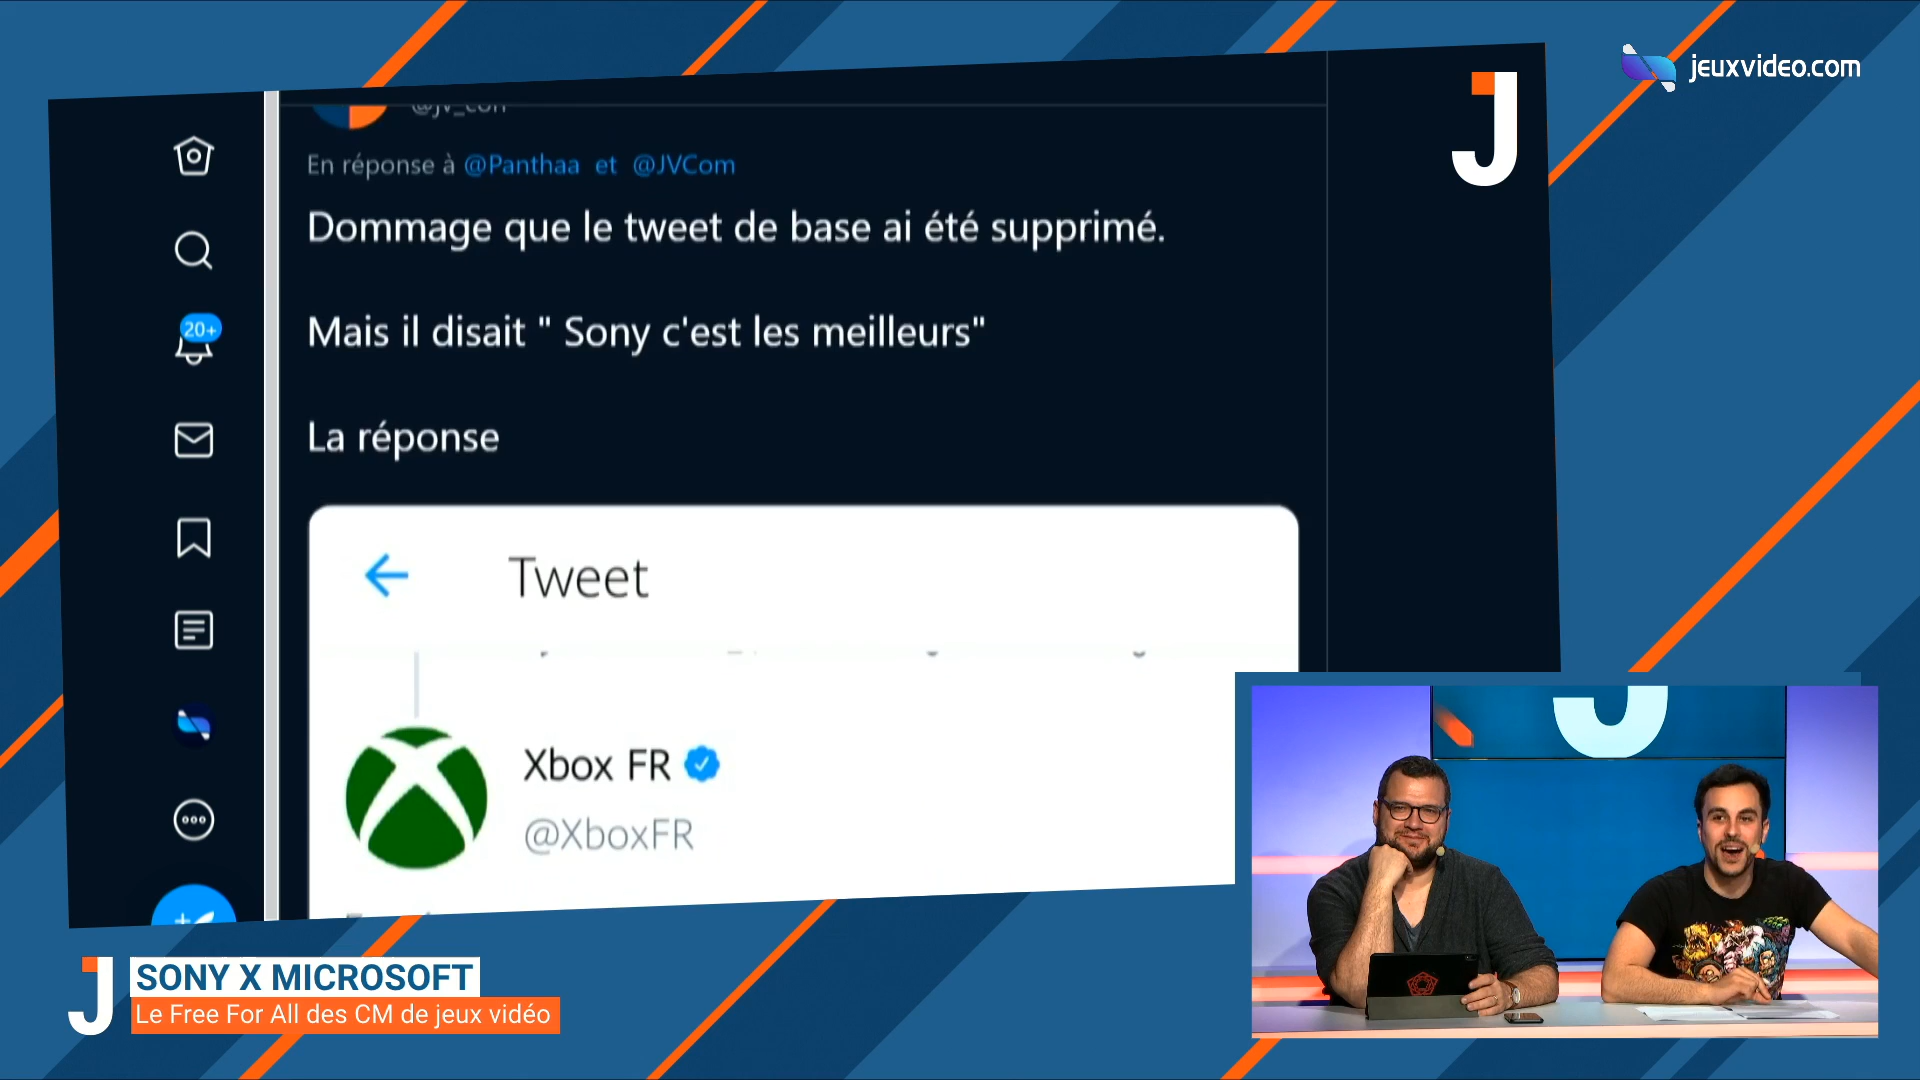 jeuxvideo.com
J
En réponse à @Panthaa et @JVCom
Dommage que le tweet de base ai été supprimé.
Mais il disait " Sony c'est les meilleurs"
La réponse
20+
Tweet
Xbox FR
@XboxFR
J
SONY X MICROSOFT
Le Free For All des CM de jeux vidéo